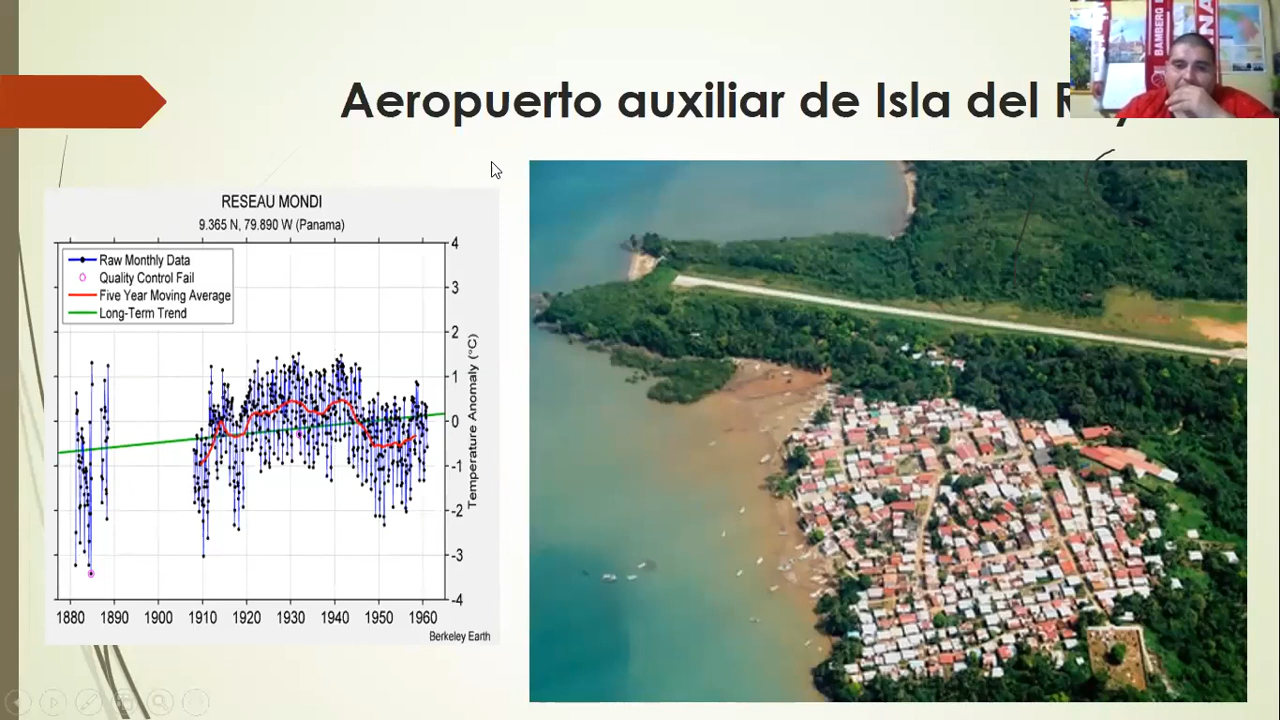 Aeropuerto auxiliar de Isla del
BAMBERG
RESEAU MONDI
9.365 N, 79.890 W (Panama)
Raw Monthly Data
Quality Control Fail
Five Year Moving Average
Long-Term Trend
4
3
2
1
0
-1
-2
-3
-4
Temperature Anomaly (°C)
1880 1890 1900 1910 1920 1930 1940 1950 1960
Berkeley Earth